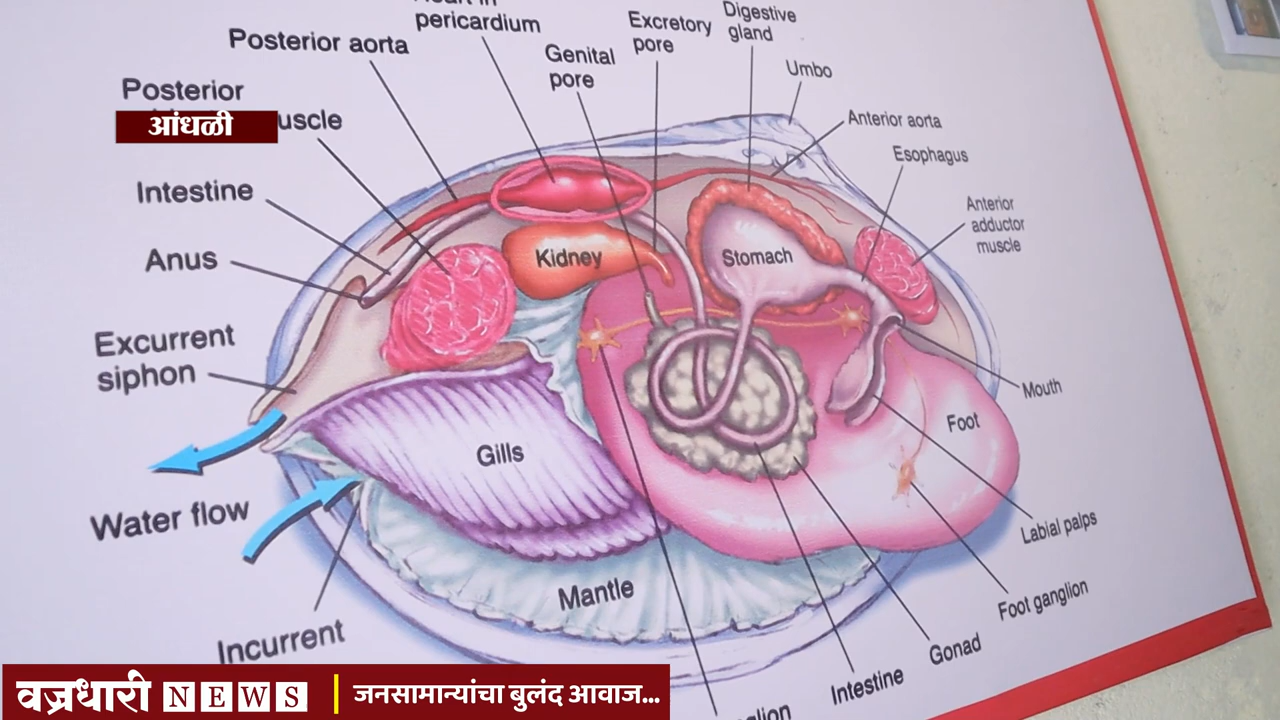 pericardium
Posterior aorta
Excretory
pore
Digestive
gland
Genital
pore
Umbo
Posterior
आंधळी
uscle
Anterior aorta
Esophagus
Intestine
Anterior
adductor
muscle
Anus
Kidney
Stomach
Excurrent
siphon
Mouth
Foot
Gills
Water flow
Labial palps
Mantle
Foot ganglion
Incurrent
Gonad
Intestine
वज्रधारी NEWS जनसामान्यांचा बुलंद आवाज...